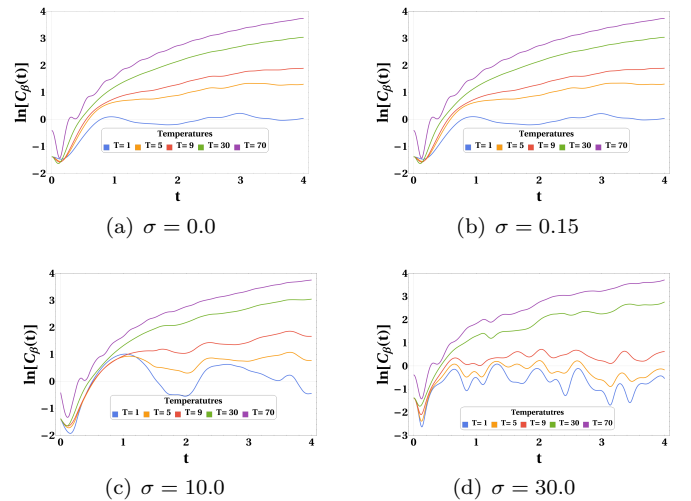 4
3
2
1
0
−1
−2
ln[Cβ(t)]
Temperatures
T= 1 T= 5 T= 9 T= 30 T= 70
0 1 2 3 4
t
(a) σ = 0.0
4
3
2
1
0
−1
−2
ln[Cβ(t)]
Temperatures
T= 1 T= 5 T= 9 T= 30 T= 70
0 1 2 3 4
t
(b) σ = 0.15
4
3
2
1
0
−1
−2
ln[Cβ(t)]
Temperatures
T= 1 T= 5 T= 9 T= 30 T= 70
0 1 2 3 4
t
(c) σ = 10.0
4
3
2
1
0
−1
−2
−3
ln[Cβ(t)]
Temperatures
T= 1 T= 5 T= 9 T= 30 T= 70
0 1 2 3 4
t
(d) σ = 30.0